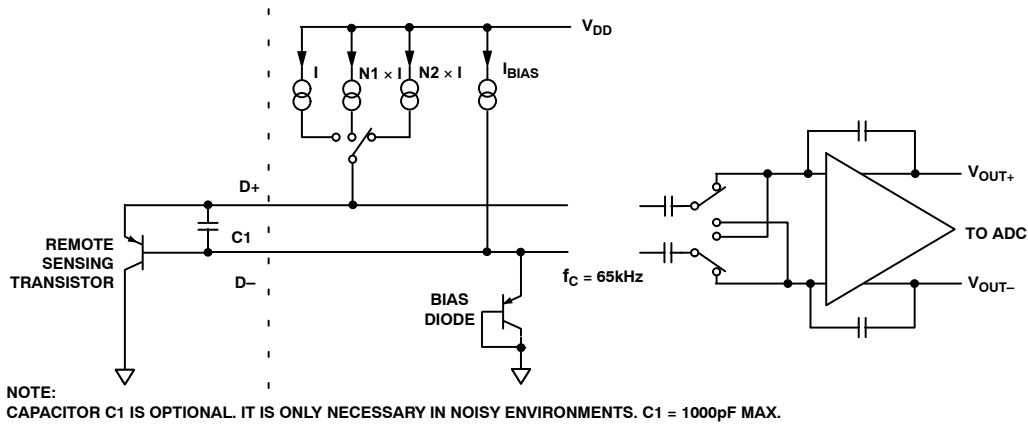 V_DD
I
N1 × I
N2 × I
I_BIAS
D+
C1
REMOTE
SENSING
TRANSISTOR
D–
BIAS
DIODE
f_C = 65kHz
V_OUT+
TO ADC
V_OUT–
NOTE:
CAPACITOR C1 IS OPTIONAL. IT IS ONLY NECESSARY IN NOISY ENVIRONMENTS. C1 = 1000pF MAX.